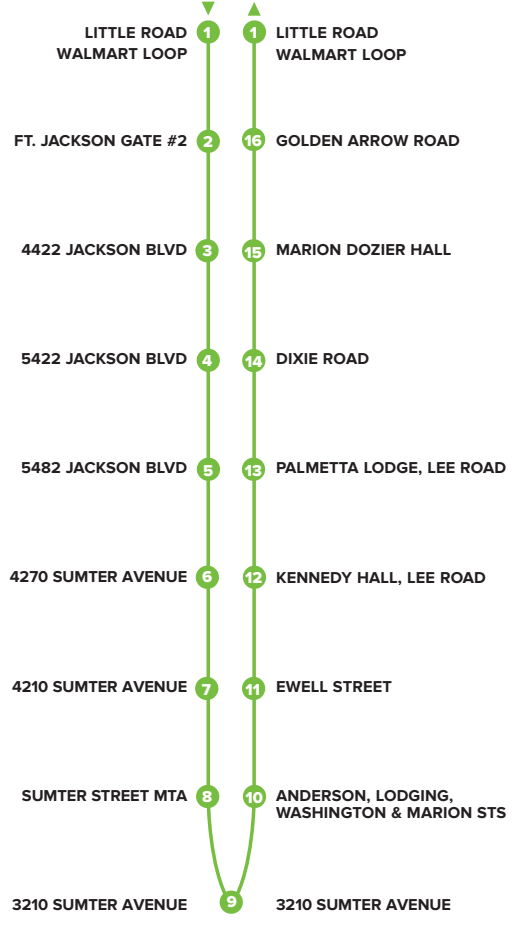 LITTLE ROAD
WALMART LOOP
1
1
LITTLE ROAD
WALMART LOOP
FT. JACKSON GATE #2
2
16
GOLDEN ARROW ROAD
4422 JACKSON BLVD
3
15
MARION DOZIER HALL
5422 JACKSON BLVD
4
14
DIXIE ROAD
5482 JACKSON BLVD
5
13
PALMETTA LODGE, LEE ROAD
4270 SUMTER AVENUE
6
12
KENNEDY HALL, LEE ROAD
4210 SUMTER AVENUE
7
11
EWELL STREET
SUMTER STREET MTA
8
10
ANDERSON, LODGING,
WASHINGTON & MARION STS
3210 SUMTER AVENUE
9
3210 SUMTER AVENUE